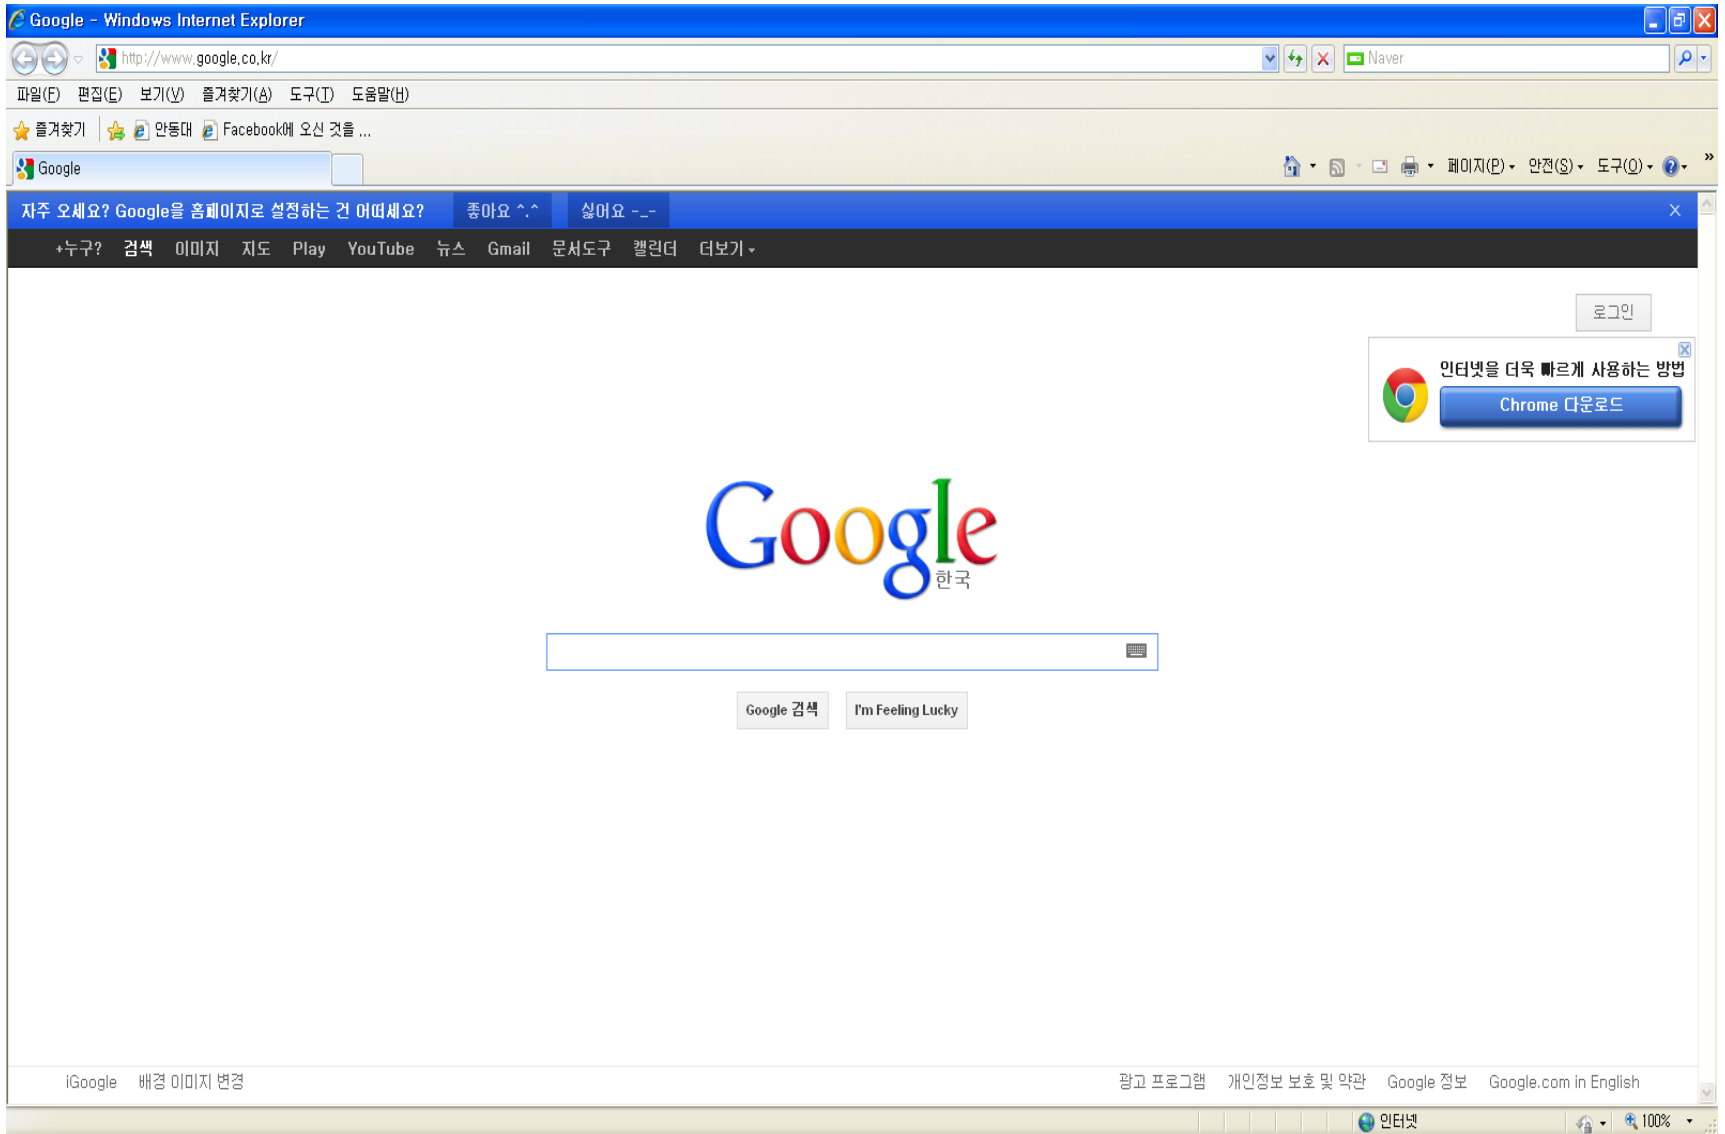 Google - Windows Internet Explorer
http://www.google.co.kr/
Naver
파일(F) 편집(E) 보기(V) 즐겨찾기(A) 도구(T) 도움말(H)
즐겨찾기 안동대 Facebook에 오신 것을 ...
Google
페이지(P) 안전(S) 도구(O) »
자주 오세요? Google을 홈페이지로 설정하는 건 어떠세요? 좋아요 ^.^ 싫어요 -_- X
+누구? 검색 이미지 지도 Play YouTube 뉴스 Gmail 문서도구 캘린더 더보기
로그인
인터넷을 더욱 빠르게 사용하는 방법
Chrome 다운로드
Google
한국
Google 검색 I'm Feeling Lucky
iGoogle 배경 이미지 변경 광고 프로그램 개인정보 보호 및 약관 Google 정보 Google.com in English
인터넷 100%